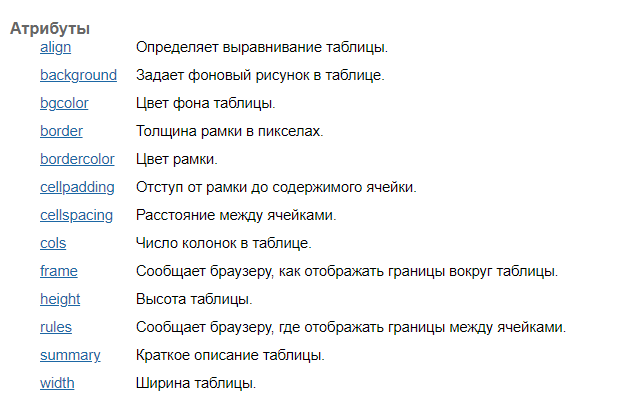 Атрибуты
align Определяет выравнивание таблицы.
background Задает фоновый рисунок в таблице.
bgcolor Цвет фона таблицы.
border Толщина рамки в пикселах.
bordercolor Цвет рамки.
cellpadding Отступ от рамки до содержимого ячейки.
cellspacing Расстояние между ячейками.
cols Число колонок в таблице.
frame Сообщает браузеру, как отображать границы вокруг таблицы.
height Высота таблицы.
rules Сообщает браузеру, где отображать границы между ячейками.
summary Краткое описание таблицы.
width Ширина таблицы.